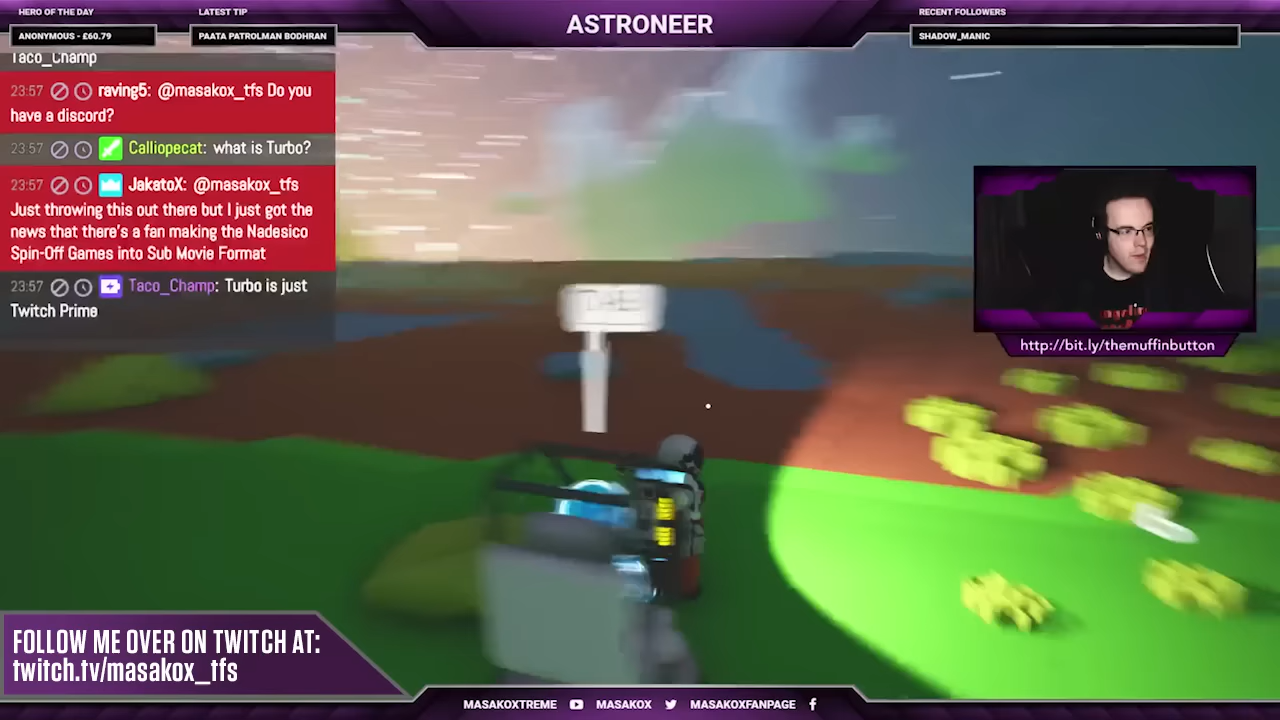 HERO OF THE DAY
LATEST TIP
ASTRONEER
RECENT FOLLOWERS
ANONYMOUS - £60.79
PAATA PATROLMAN BODHRAN
SHADOW_MANIC
Taco_Champ
23:57 raving5: @masakox_tfs Do you
have a discord?
23:57 Calliopecat: what is Turbo?
23:57 JakatoX: @masakox_tfs
Just throwing this out there but I just got the
news that there's a fan making the Nadesico
Spin-Off Games into Sub Movie Format
23:57 Taco_Champ: Turbo is just
Twitch Prime
http://bit.ly/themuffinbutton
FOLLOW ME OVER ON TWITCH AT:
twitch.tv/masakox_tfs
MASAKOXTREME MASAKOX MASAKOXFANPAGE